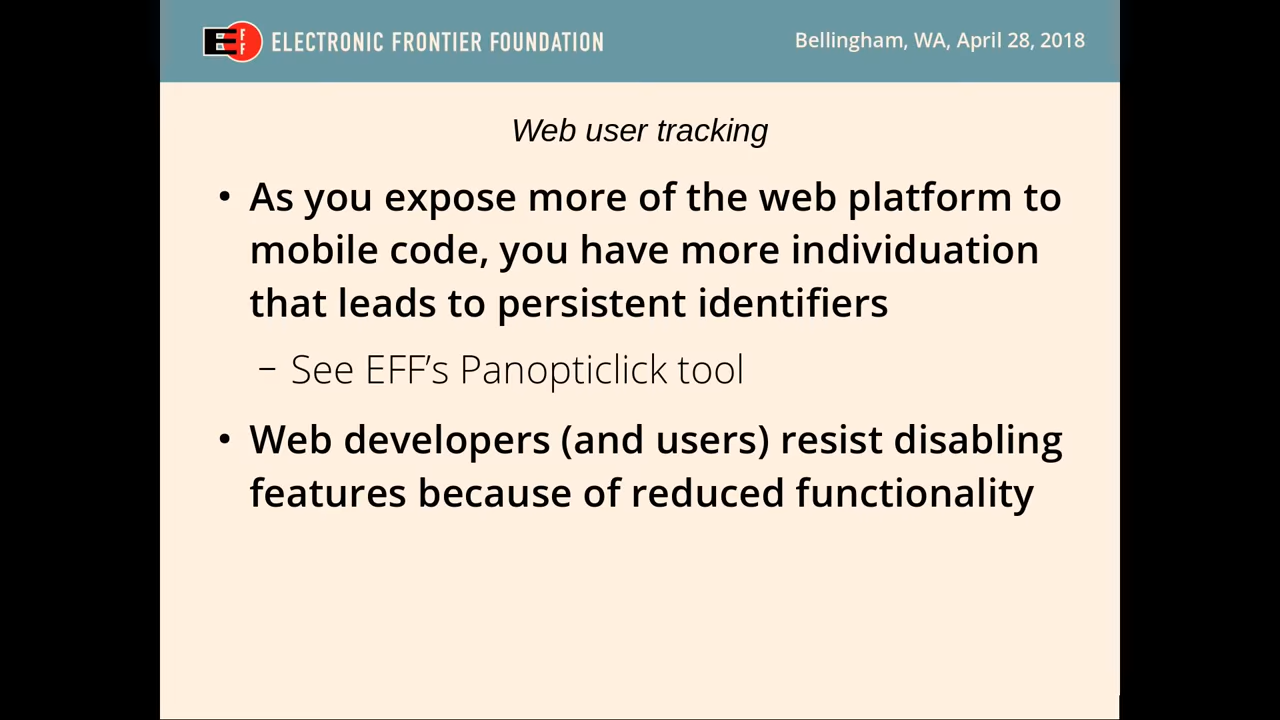 EFF ELECTRONIC FRONTIER FOUNDATION
Bellingham, WA, April 28, 2018
Web user tracking
• As you expose more of the web platform to
mobile code, you have more individuation
that leads to persistent identifiers
– See EFF’s Panopticlick tool
• Web developers (and users) resist disabling
features because of reduced functionality